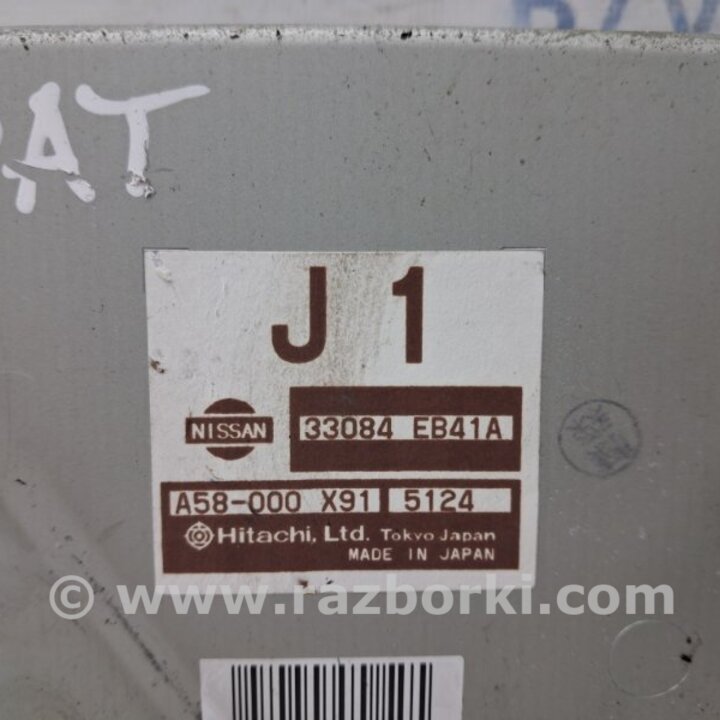 AT
J 1
NISSAN 33084 EB41A
A58-000 X91 5124
Hitachi, Ltd. Tokyo Japan
MADE IN JAPAN
© www.razborki.com